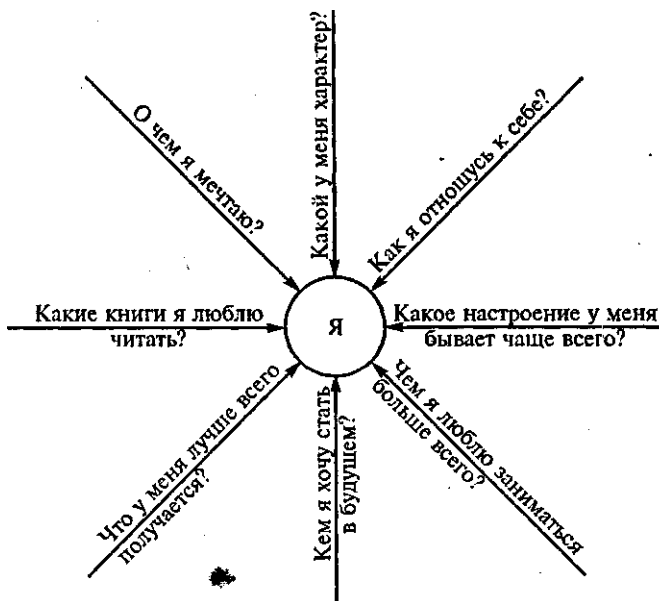 Какой у меня характер?
О чем я мечтаю?
Как я отношусь к себе?
Какие книги я люблю
читать?
Я
Какое настроение у меня
бывает чаще всего?
Что у меня лучше всего
получается?
Кем я хочу стать
в будущем?
Чем я люблю заниматься
больше всего?